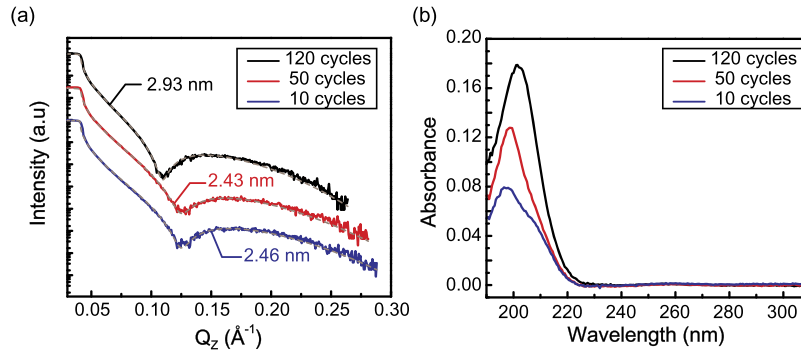 (a)
Intensity (a.u)
2.93 nm
2.43 nm
2.46 nm
120 cycles
50 cycles
10 cycles
0.05 0.10 0.15 0.20 0.25 0.30
Qz (Å-1)
(b)
Absorbance
0.20
0.16
0.12
0.08
0.04
0.00
120 cycles
50 cycles
10 cycles
200 220 240 260 280 300
Wavelength (nm)